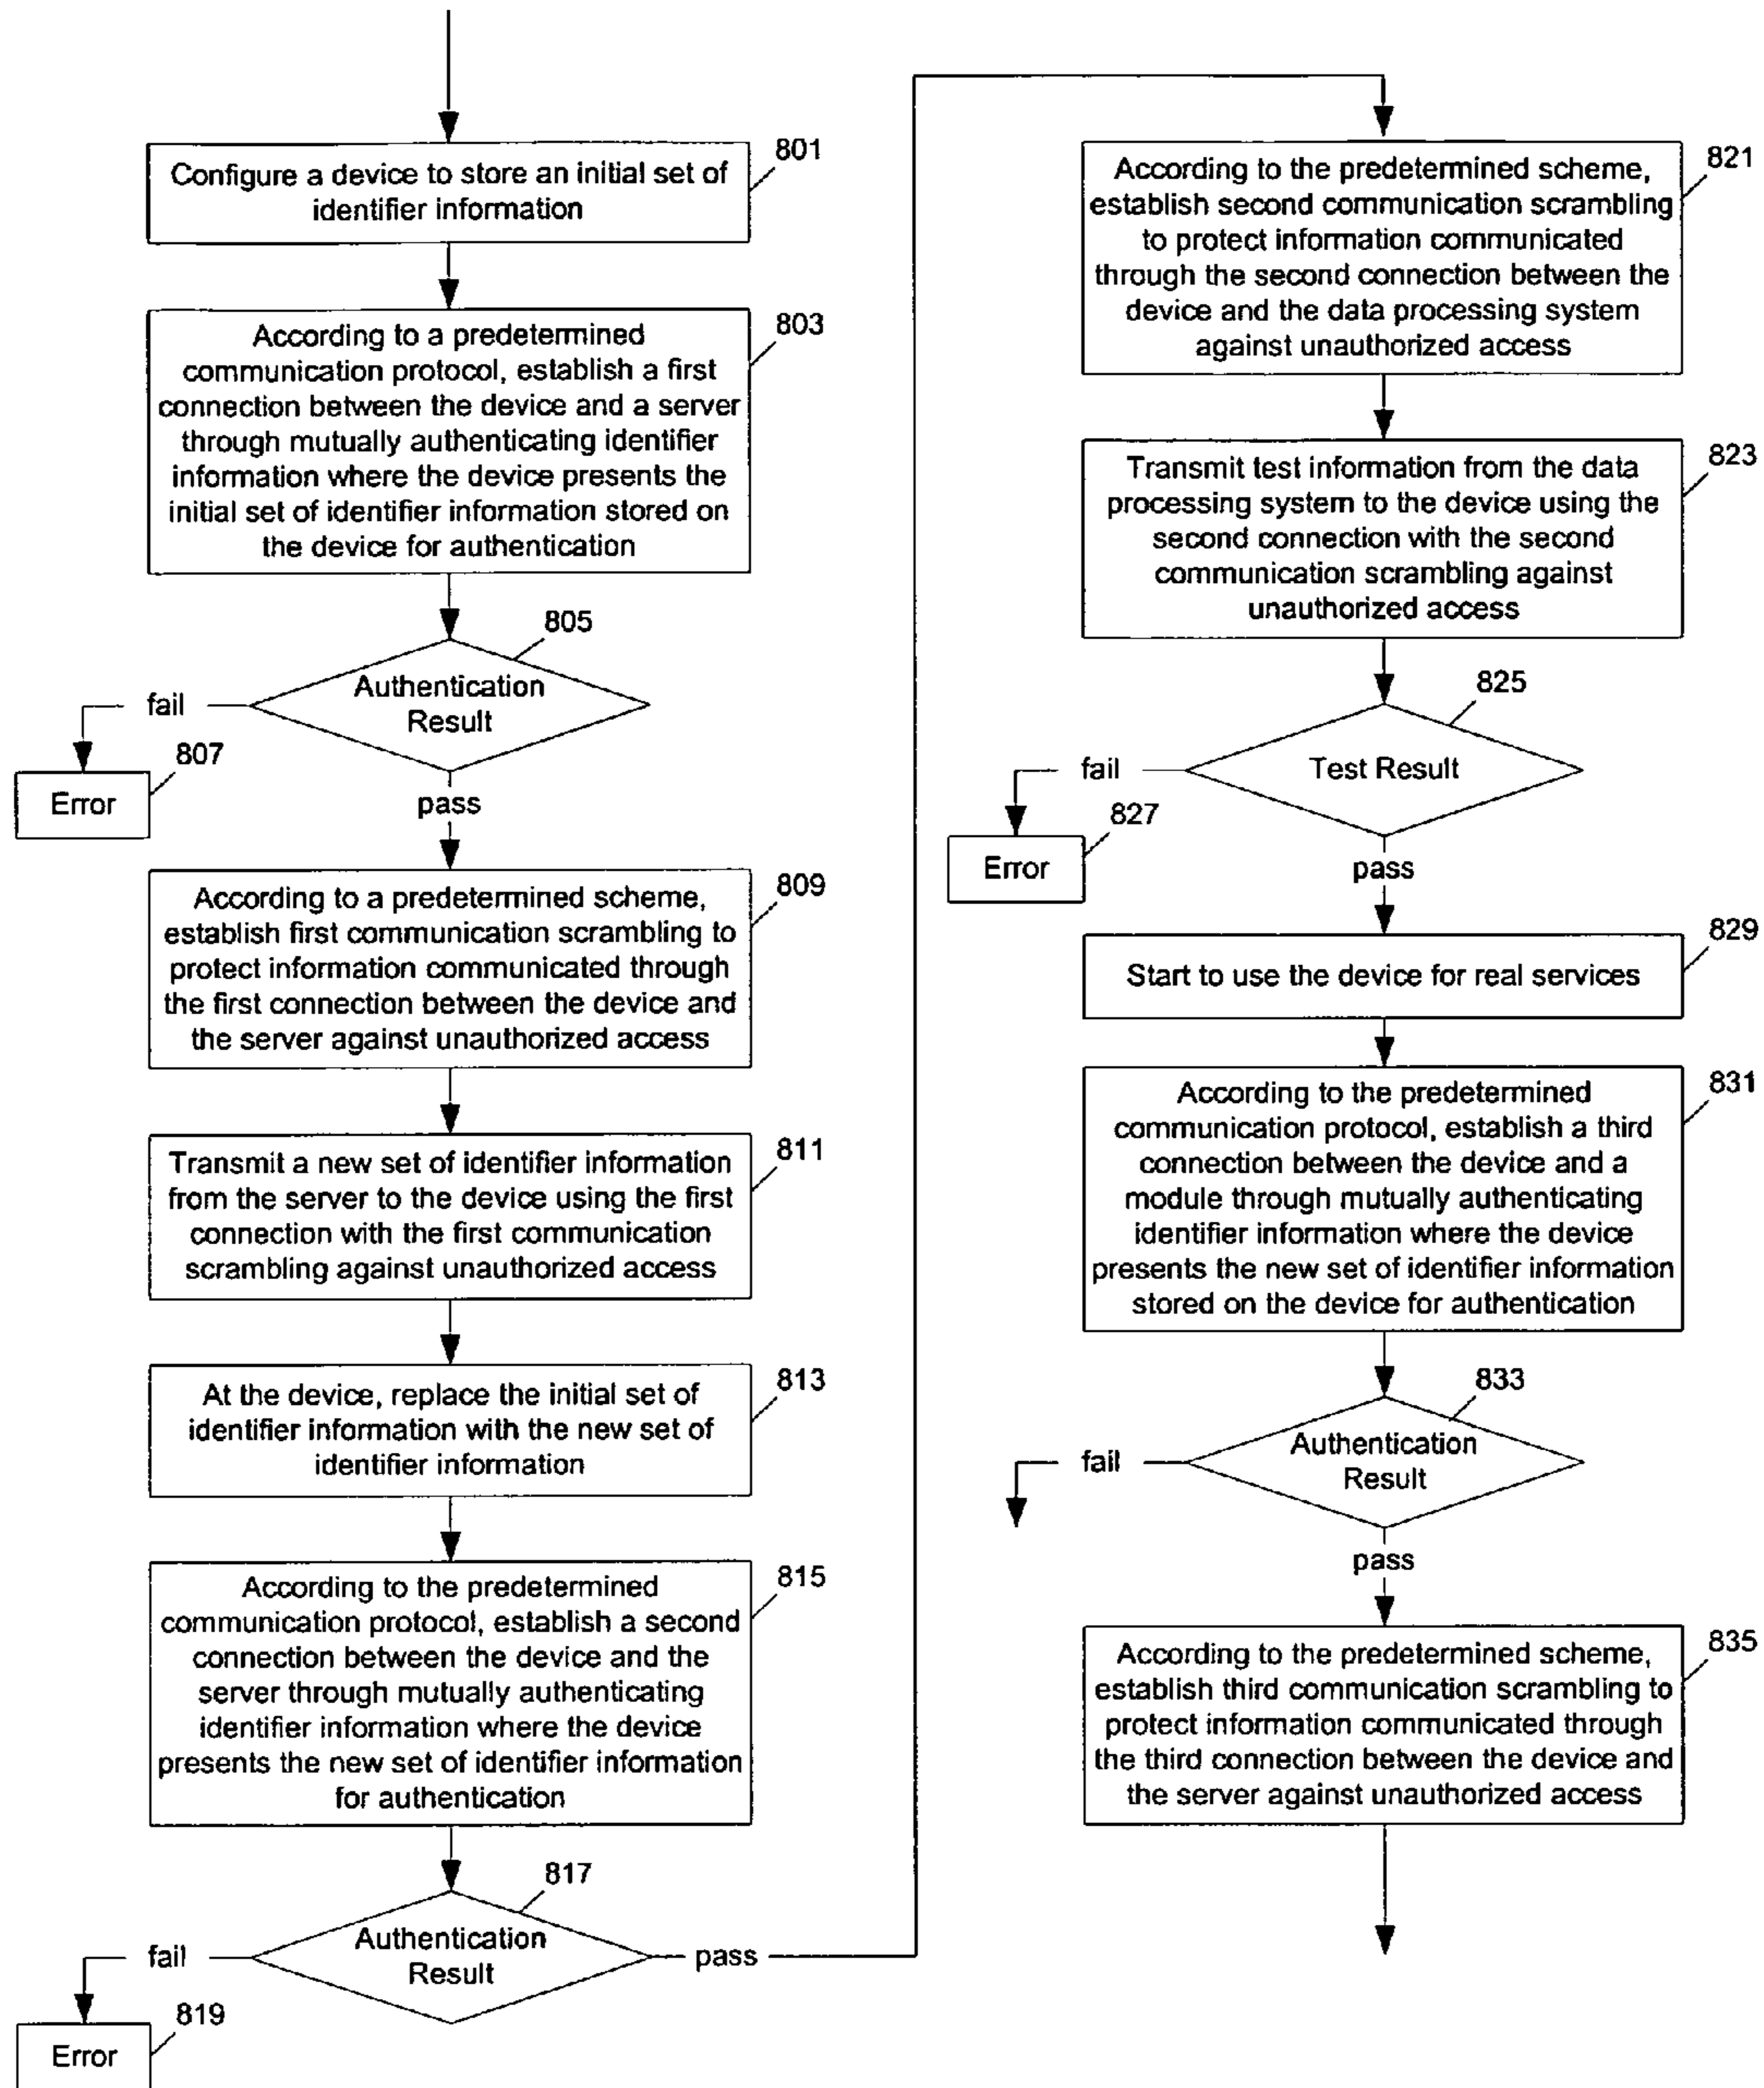 801
Configure a device to store an initial set of
identifier information
803
According to a predetermined
communication protocol, establish a first
connection between the device and a server
through mutually authenticating identifier
information where the device presents the
initial set of identifier information stored on
the device for authentication
805
Authentication
Result
fail
807
Error
pass
809
According to a predetermined scheme,
establish first communication scrambling to
protect information communicated through
the first connection between the device and
the server against unauthorized access
811
Transmit a new set of identifier information
from the server to the device using the first
connection with the first communication
scrambling against unauthorized access
813
At the device, replace the initial set of
identifier information with the new set of
identifier information
815
According to the predetermined
communication protocol, establish a second
connection between the device and the
server through mutually authenticating
identifier information where the device
presents the new set of identifier information
for authentication
817
Authentication
Result
fail
pass
819
Error
821
According to the predetermined scheme,
establish second communication scrambling
to protect information communicated
through the second connection between the
device and the data processing system
against unauthorized access
823
Transmit test information from the data
processing system to the device using the
second connection with the second
communication scrambling against
unauthorized access
825
Test Result
fail
827
Error
pass
829
Start to use the device for real services
831
According to the predetermined
communication protocol, establish a third
connection between the device and a
module through mutually authenticating
identifier information where the device
presents the new set of identifier information
stored on the device for authentication
833
Authentication
Result
fail
pass
835
According to the predetermined scheme,
establish third communication scrambling to
protect information communicated through
the third connection between the device and
the server against unauthorized access